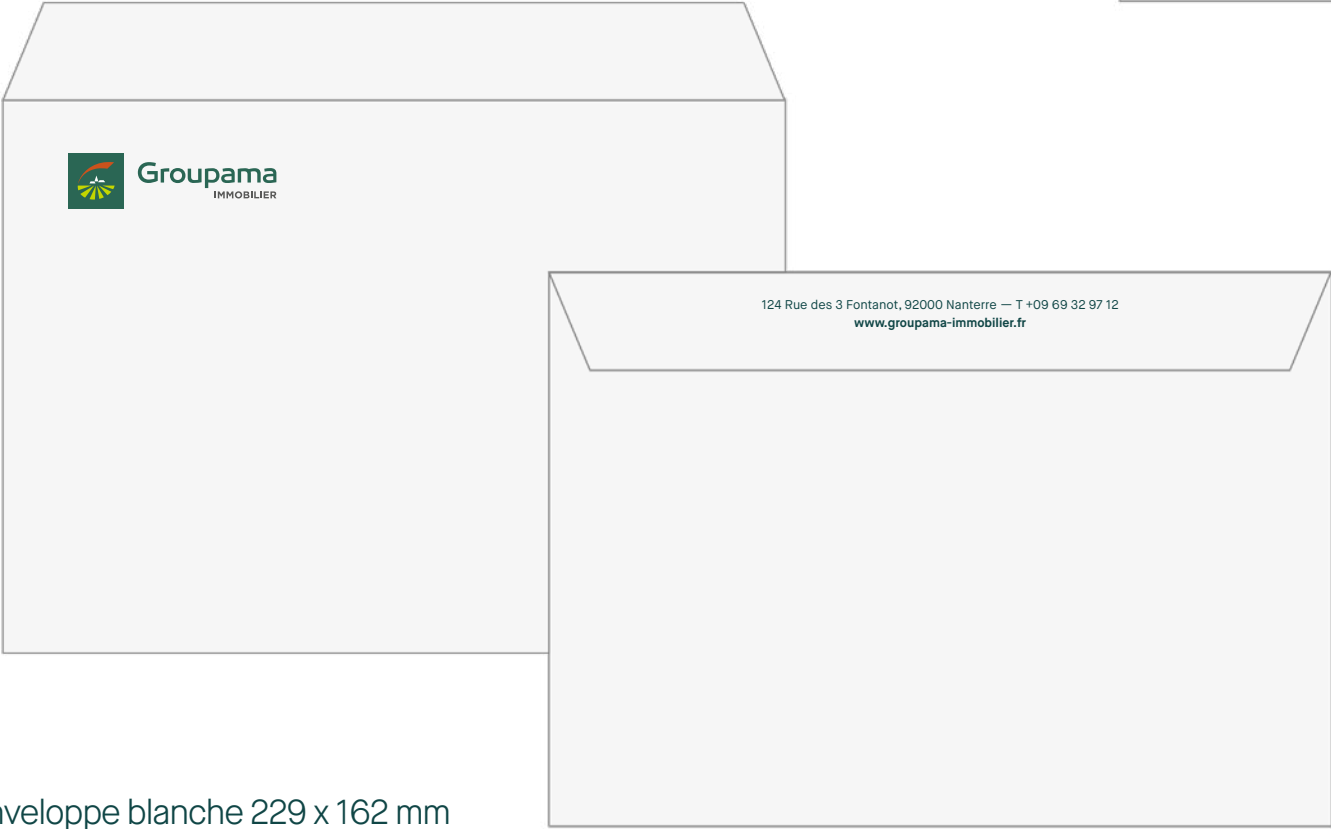 Groupama
IMMOBILIER
124 Rue des 3 Fontanot, 92000 Nanterre — T +09 69 32 97 12
www.groupama-immobilier.fr
nveloppe blanche 229 x 162 mm